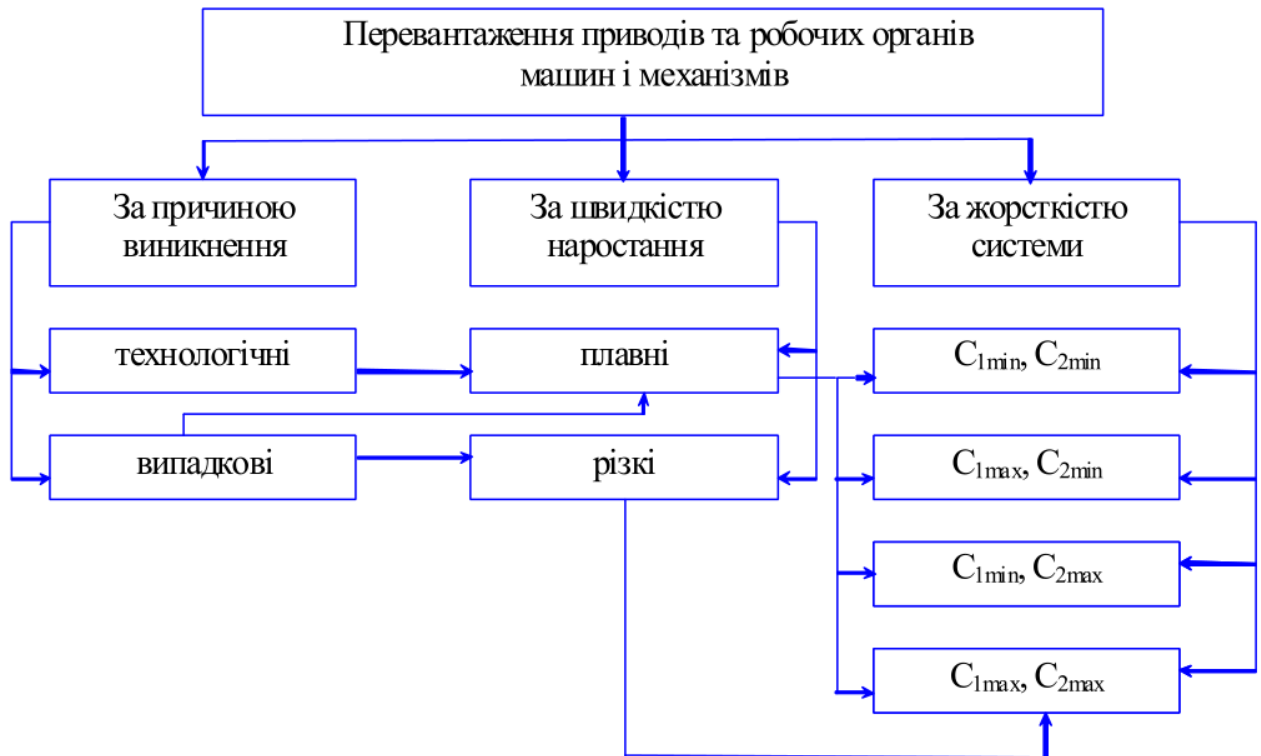 Перевантаження приводів та робочих органів
машин і механізмів
За причиною
виникнення
За швидкістю
наростання
За жорсткістю
системи
технологічні
плавні
C1min, C2min
випадкові
різкі
C1max, C2min
C1min, C2max
C1max, C2max